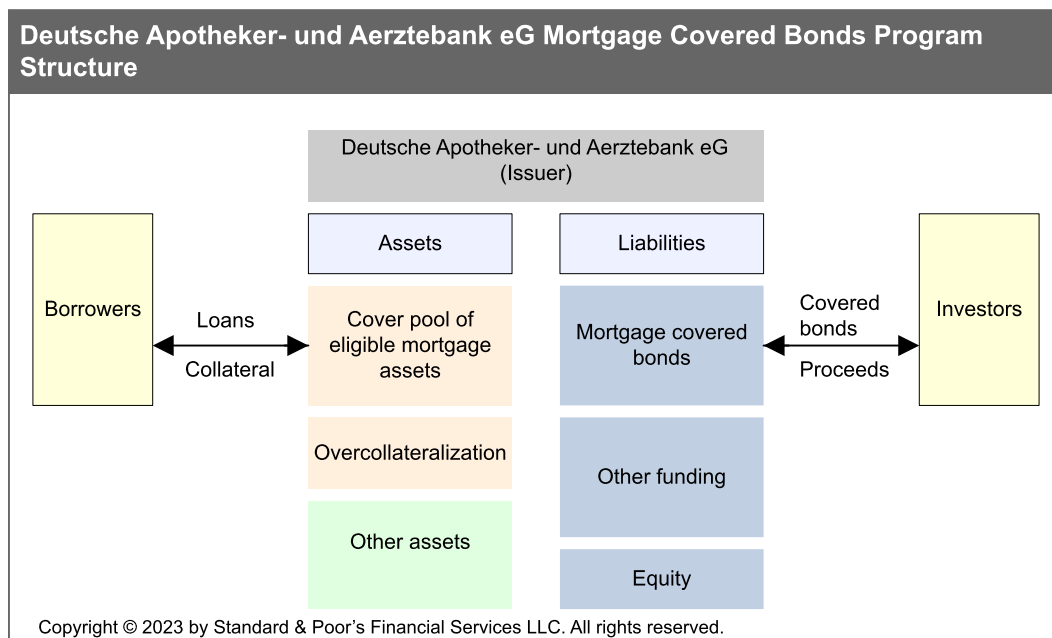 Deutsche Apotheker- und Aerztebank eG Mortgage Covered Bonds Program
Structure
Deutsche Apotheker- und Aerztebank eG
(Issuer)
Assets
Liabilities
Borrowers
Loans
Collateral
Cover pool of
eligible mortgage
assets
Mortgage covered
bonds
Covered
bonds
Proceeds
Investors
Overcollateralization
Other funding
Other assets
Equity
Copyright © 2023 by Standard & Poor’s Financial Services LLC. All rights reserved.